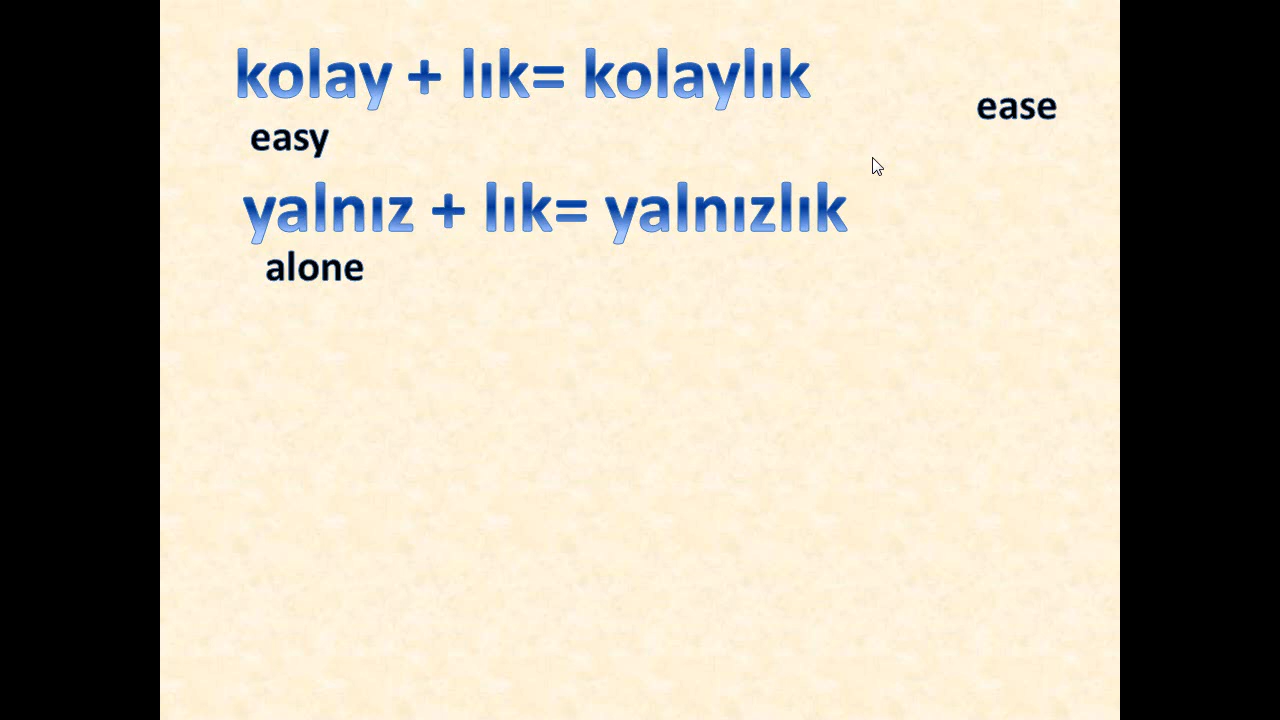 kolay + lık= kolaylık
ease
easy
yalnız + lık= yalnızlık
alone